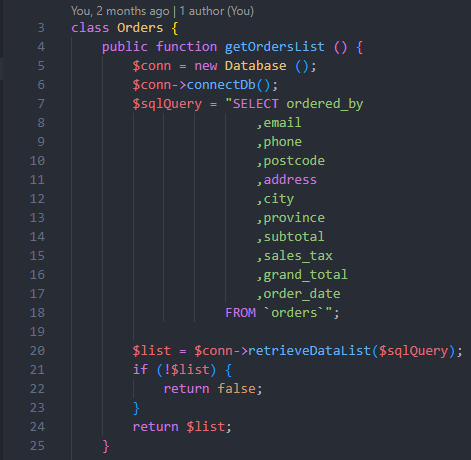 You, 2 months ago | 1 author (You)
3 class Orders {
4 public function getOrdersList () {
5 $conn = new Database ();
6 $conn->connectDb();
7 $sqlQuery = "SELECT ordered_by
8 ,email
9 ,phone
10 ,postcode
11 ,address
12 ,city
13 ,province
14 ,subtotal
15 ,sales_tax
16 ,grand_total
17 ,order_date
18 FROM `orders`";
19
20 $list = $conn->retrieveDataList($sqlQuery);
21 if (!$list) {
22 return false;
23 }
24 return $list;
25 }